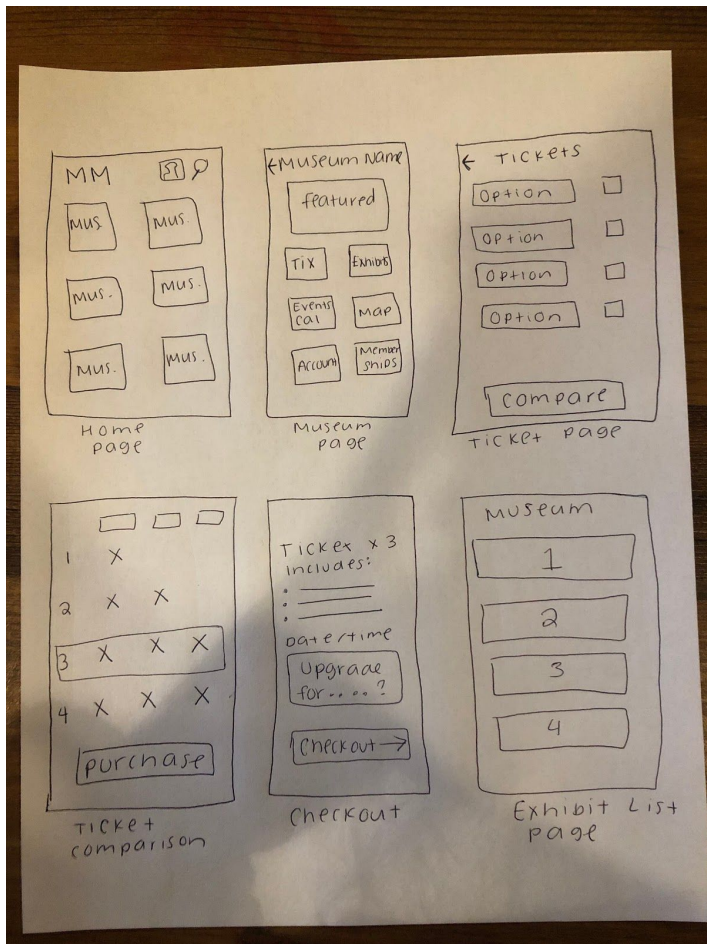 MM
Mus.
Mus.
Mus.
Mus.
Mus.
Mus.
Home
page
←Museum Name
featured
Tix
Exhibits
Events
cal
Map
Account
Member
ships
Museum
page
← Tickets
Option
Option
Option
Option
compare
Ticket page
1 X
2 X X
3 X X X
4 X X X
purchase
Ticket
comparison
Ticket x 3
includes:
Date/time
Upgrade
for.....?
Checkout →
Checkout
Museum
1
2
3
4
Exhibit List
page